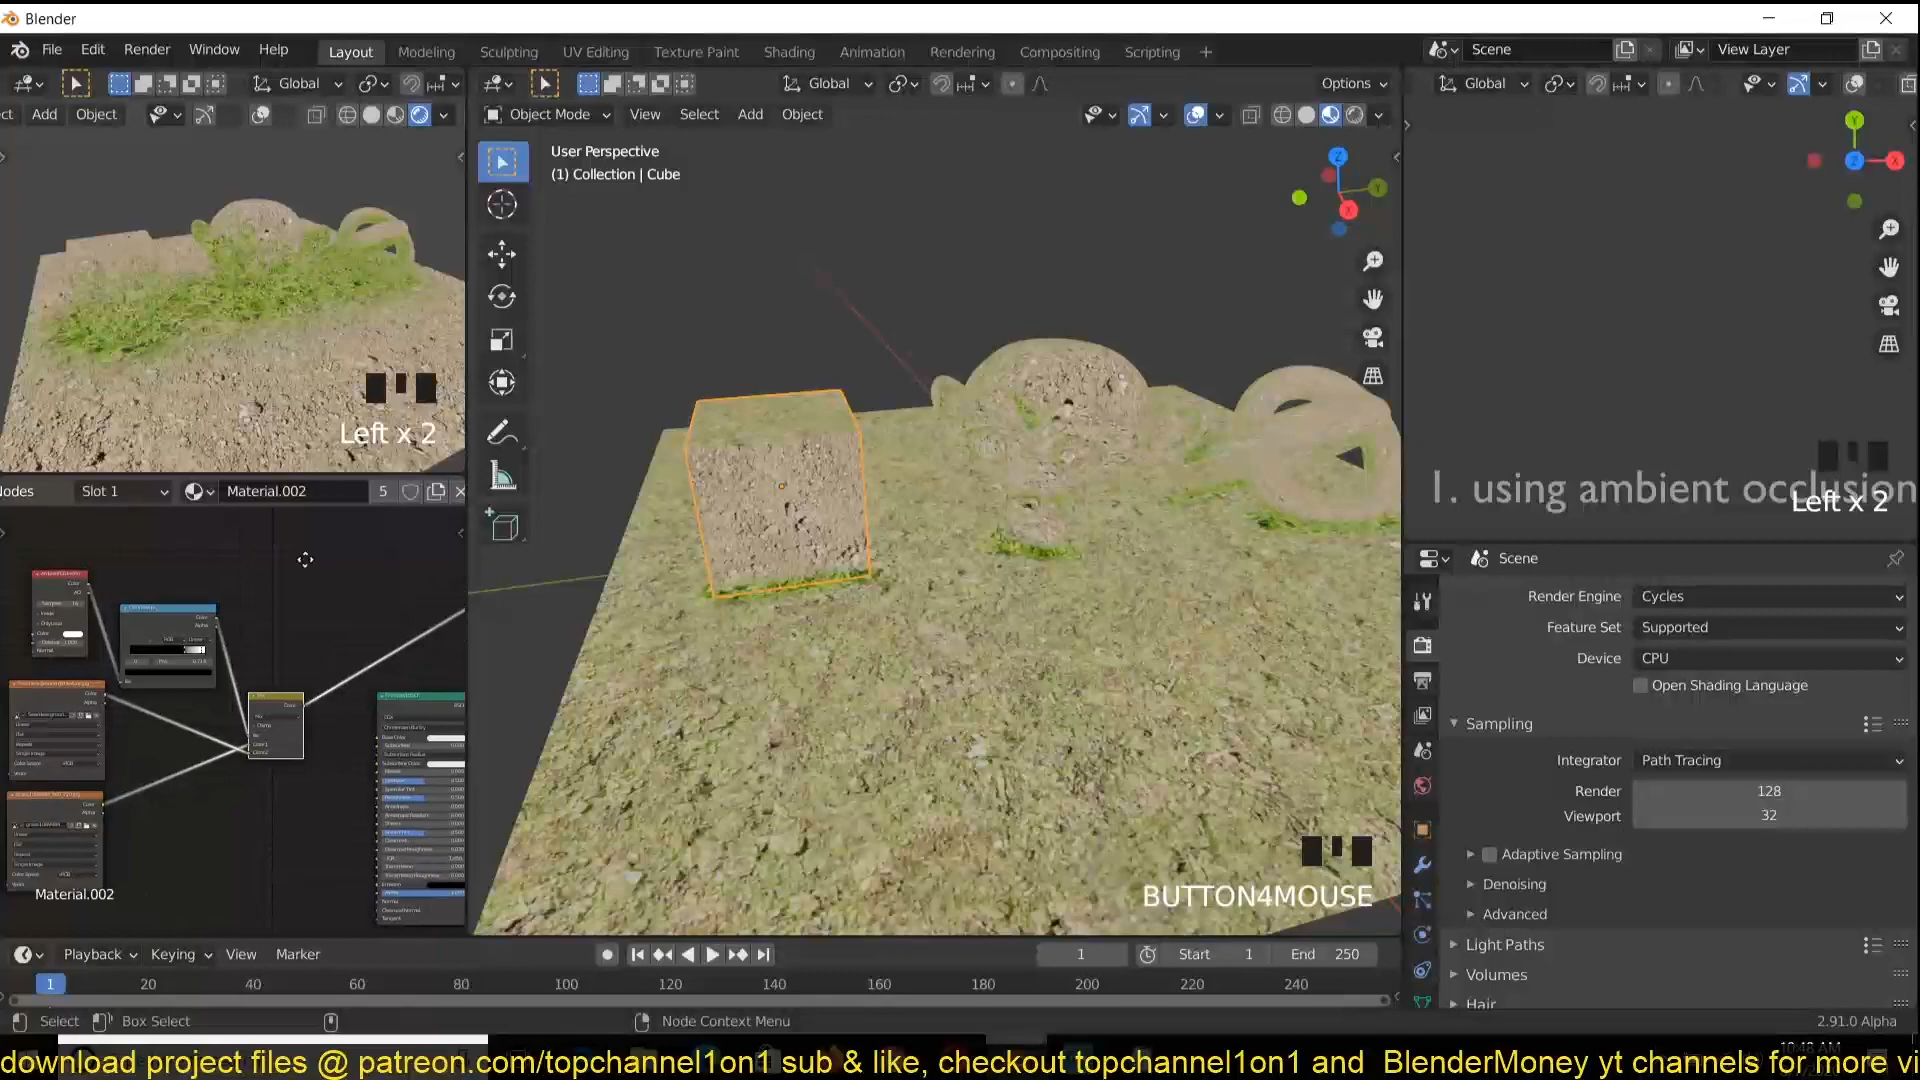 Blender
File Edit Render Window Help Layout Modeling Sculpting UV Editing Texture Paint Shading Animation Rendering Compositing Scripting + Scene View Layer
Global Global Options Global
ct Add Object Object Mode View Select Add Object
User Perspective
(1) Collection | Cube
Left x 2
1. using ambient occlusion
Left x 2
Nodes Slot 1 Material.002 5
Material.002
BUTTON4MOUSE
Scene
Render Engine Cycles
Feature Set Supported
Device CPU
Open Shading Language
Sampling
Integrator Path Tracing
Render 128
Viewport 32
Adaptive Sampling
Denoising
Advanced
Light Paths
Volumes
Hair
Playback Keying View Marker 1 Start 1 End 250
1 20 40 60 80 100 120 140 160 180 200 220 240
Select Box Select Node Context Menu 2.91.0 Alpha
10:48 AM
download project files @ patreon.com/topchannel1on1 sub & like, checkout topchannel1on1 and BlenderMoney yt channels for more vi